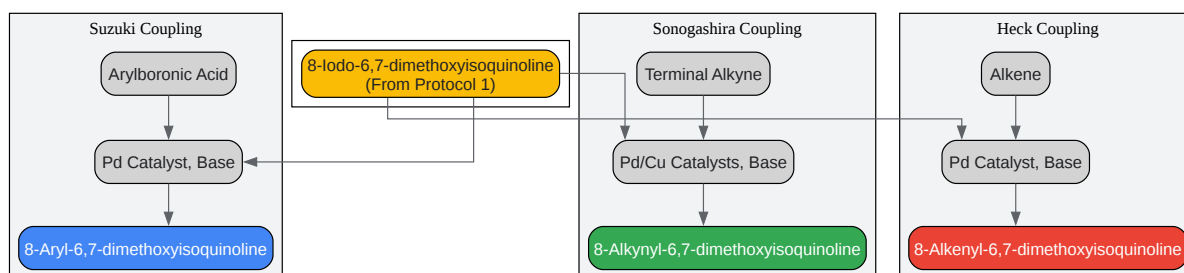 Suzuki Coupling
Sonogashira Coupling
Heck Coupling
Arylboronic Acid
8-Iodo-6,7-dimethoxyisoquinoline
(From Protocol 1)
Terminal Alkyne
Alkene
Pd Catalyst, Base
Pd/Cu Catalysts, Base
Pd Catalyst, Base
8-Aryl-6,7-dimethoxyisoquinoline
8-Alkynyl-6,7-dimethoxyisoquinoline
8-Alkenyl-6,7-dimethoxyisoquinoline